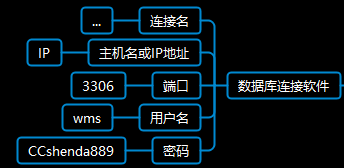 ... 连接名
IP 主机名或IP地址
3306 端口 数据库连接软件
wms 用户名
CCshenda889 密码